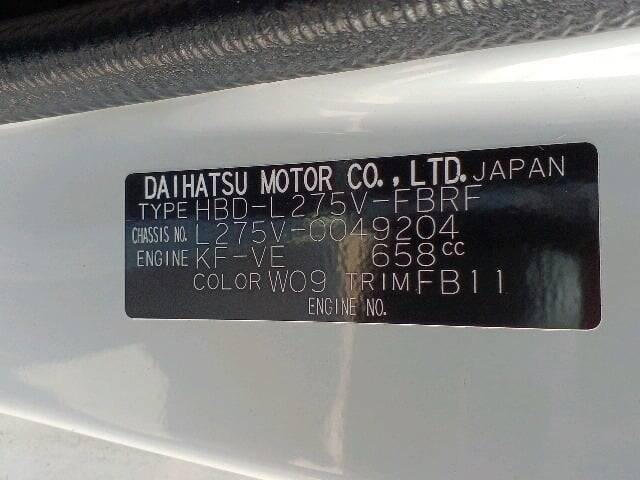 DAIHATSU MOTOR CO., LTD. JAPAN
TYPE HBD-L275V-FBRF
CHASSIS NO. L275V-0049204
ENGINE KF-VE 658cc
COLOR W09 TRIM FB11
ENGINE NO.